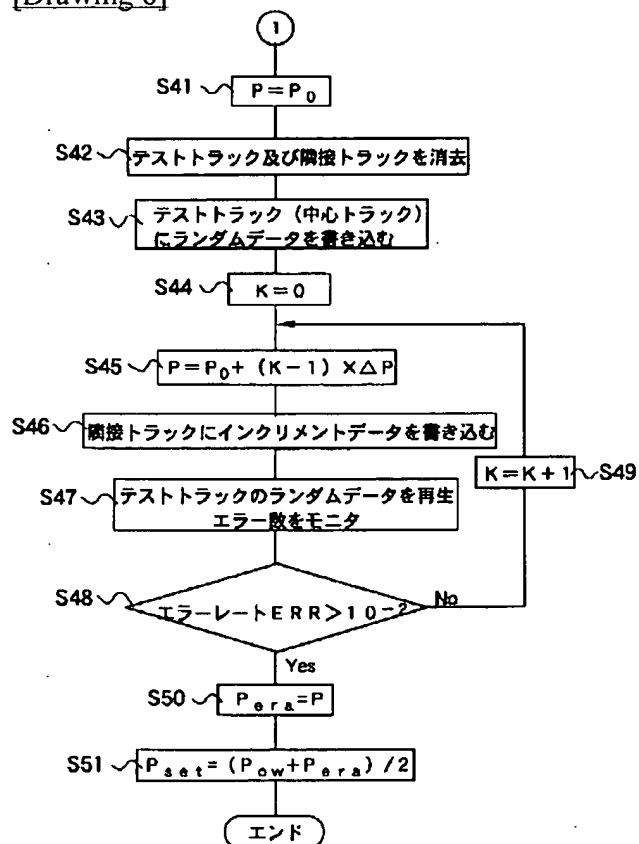 [Drawing 6]
1
S41 P=P0
S42 テストトラック及び隣接トラックを消去
S43 テストトラック(中心トラック)
にランダムデータを書き込む
S44 K=0
S45 P=P0+(K-1)×△P
S46 隣接トラックにインクリメントデータを書き込む
K=K+1 S49
S47 テストトラックのランダムデータを再生
エラー数をモニタ
S48 エラーレートERR>10-2 No
Yes
S50 Pera=P
S51 Pset=(Pow+Pera)/2
エンド